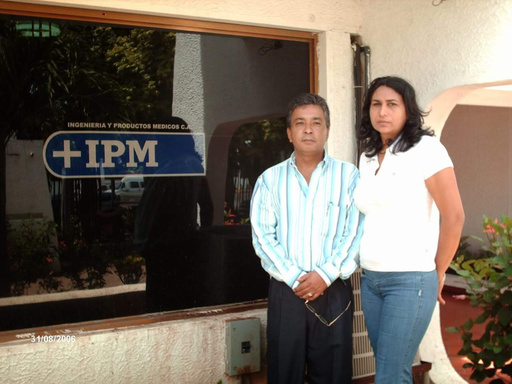 INGENIERIA Y PRODUCTOS MEDICOS C.A.
+IPM
31/08/2006